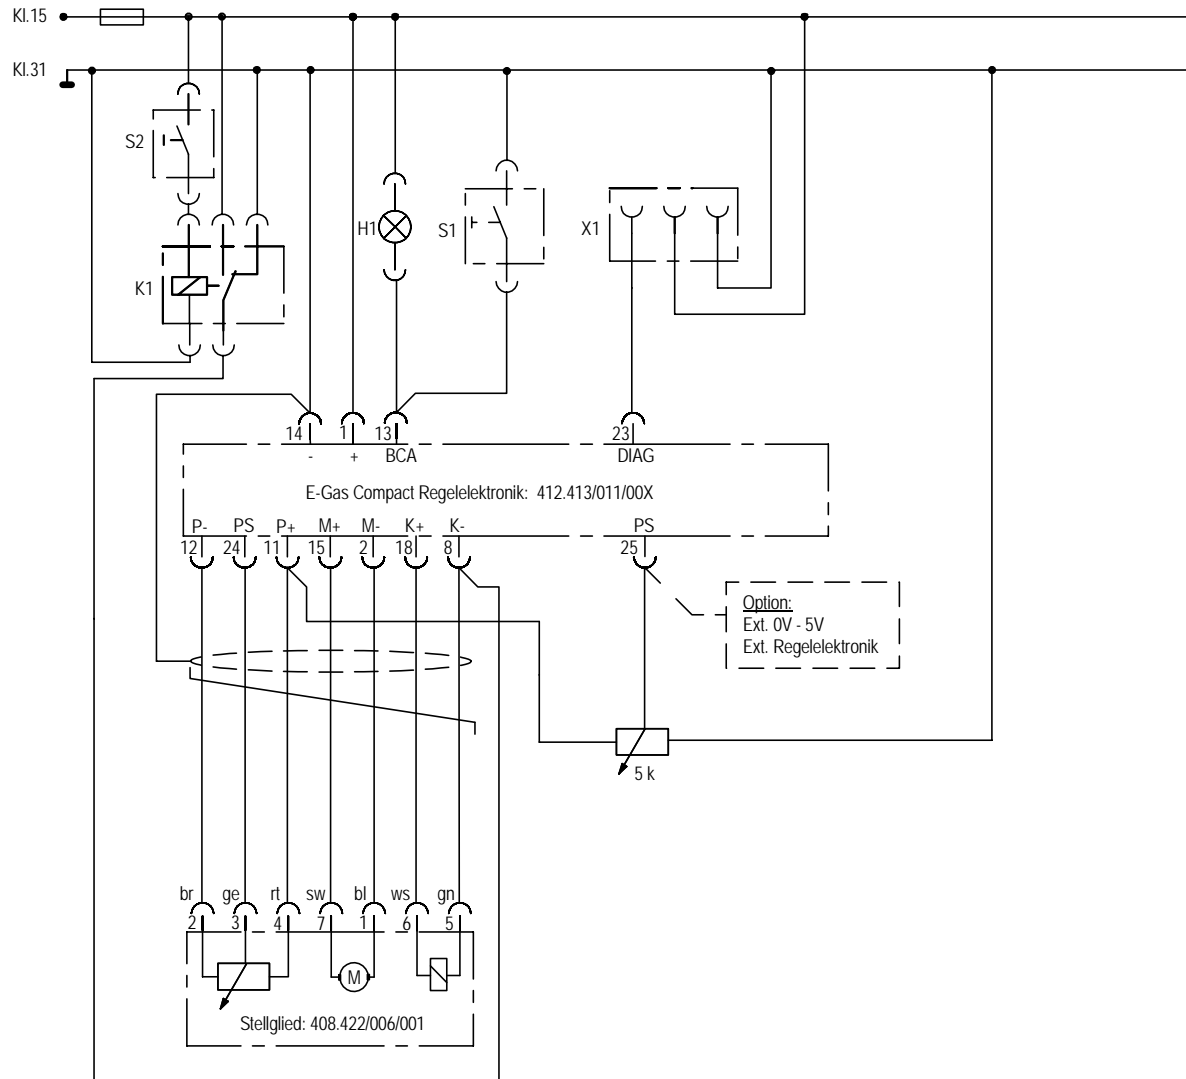 Kl.15
Kl.31
S2
H1
S1
X1
K1
14 1 13 23
- + BCA DIAG
E-Gas Compact Regelelektronik: 412.413/011/00X
P- PS P+ M+ M- K+ K- PS
12 24 11 15 2 18 8 25
Option:
Ext. 0V - 5V
Ext. Regelelektronik
5 k
br ge rt sw bl ws gn
2 3 4 7 1 6 5
M
Stellglied: 408.422/006/001